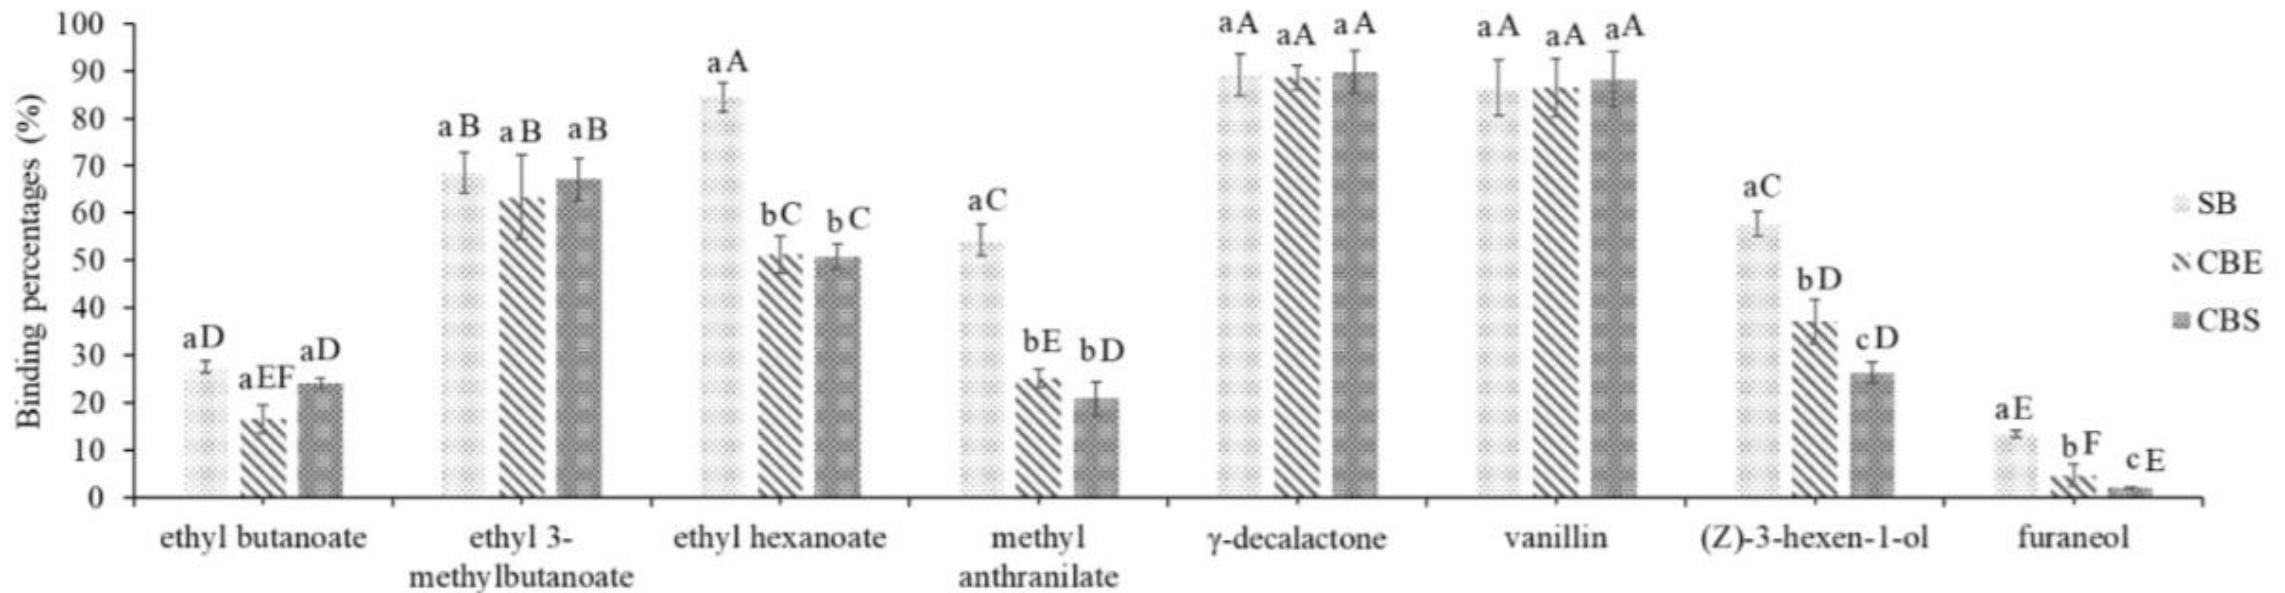 Binding percentages (%)
100
90
80
70
60
50
40
30
20
10
0
aD
aEF
aD
aB
aB
aB
aA
bC
bC
aC
bE
bD
aA
aA
aA
aA
aA
aA
aC
bD
cD
aE
bF
cE
ethyl butanoate
ethyl 3-
methylbutanoate
ethyl hexanoate
methyl
anthranilate
γ-decalactone
vanillin
(Z)-3-hexen-1-ol
furaneol
SB
CBE
CBS